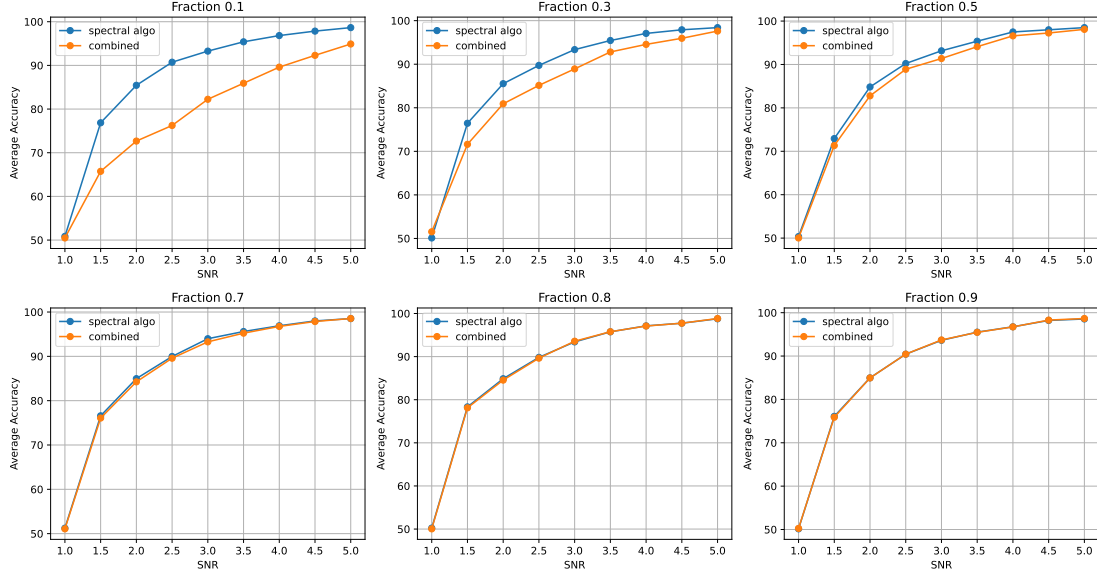 Fraction 0.1
Average Accuracy
100
90
80
70
60
50
spectral algo
combined
1.0 1.5 2.0 2.5 3.0 3.5 4.0 4.5 5.0
SNR
Fraction 0.3
Average Accuracy
100
90
80
70
60
50
spectral algo
combined
1.0 1.5 2.0 2.5 3.0 3.5 4.0 4.5 5.0
SNR
Fraction 0.5
Average Accuracy
100
90
80
70
60
50
spectral algo
combined
1.0 1.5 2.0 2.5 3.0 3.5 4.0 4.5 5.0
SNR
Fraction 0.7
Average Accuracy
100
90
80
70
60
50
spectral algo
combined
1.0 1.5 2.0 2.5 3.0 3.5 4.0 4.5 5.0
SNR
Fraction 0.8
Average Accuracy
100
90
80
70
60
50
spectral algo
combined
1.0 1.5 2.0 2.5 3.0 3.5 4.0 4.5 5.0
SNR
Fraction 0.9
Average Accuracy
100
90
80
70
60
50
spectral algo
combined
1.0 1.5 2.0 2.5 3.0 3.5 4.0 4.5 5.0
SNR